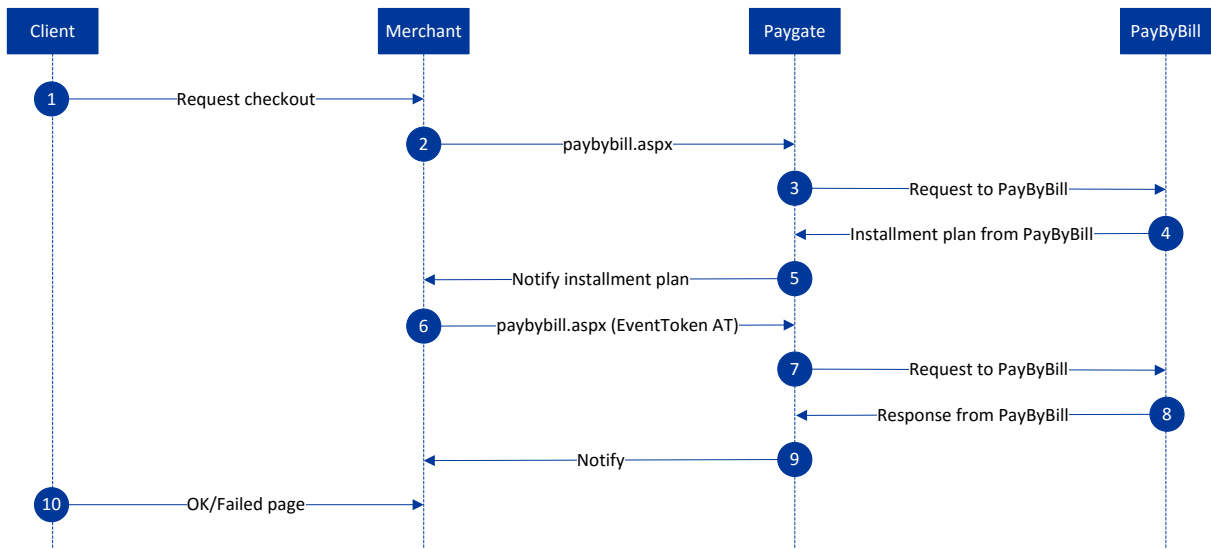 Client
Merchant
Paygate
PayByBill
1
Request checkout
2
paybybill.aspx
3
Request to PayByBill
Installment plan from PayByBill
4
Notify installment plan
5
6
paybybill.aspx (EventToken AT)
7
Request to PayByBill
Response from PayByBill
8
Notify
9
10
OK/Failed page